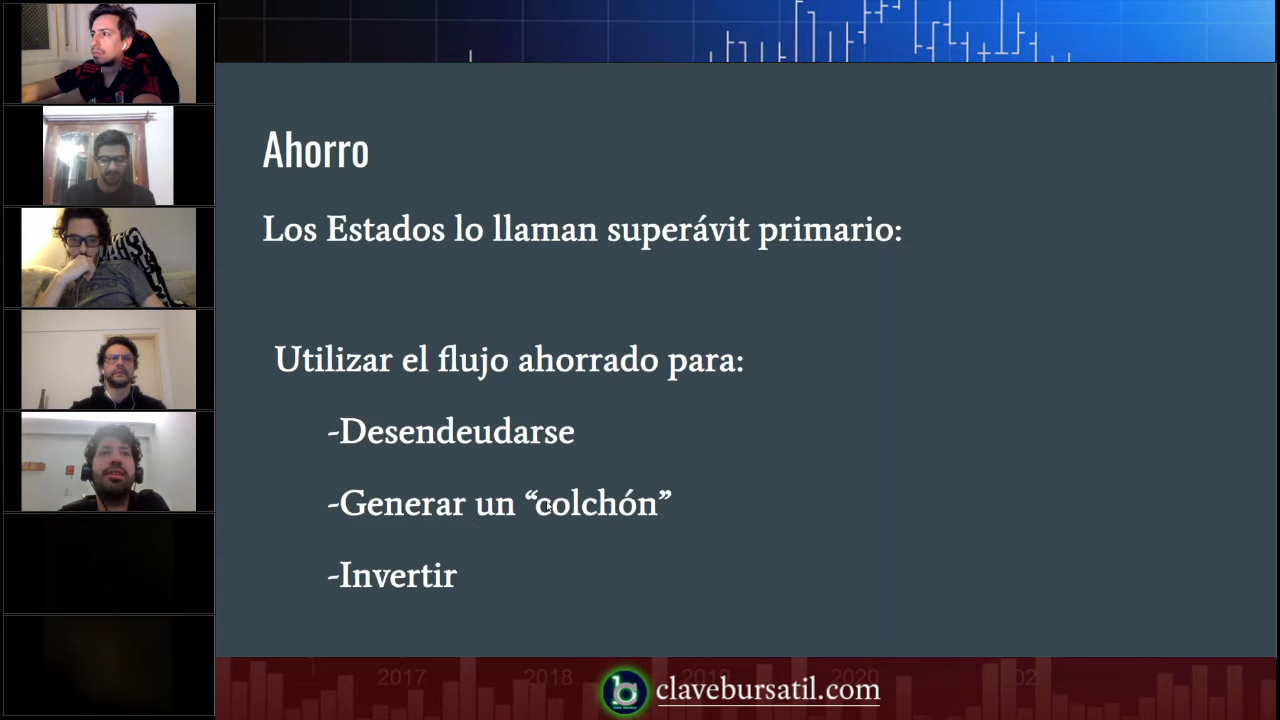 Ahorro
Los Estados lo llaman superávit primario:
Utilizar el flujo ahorrado para:
-Desendeudarse
-Generar un “colchón”
-Invertir
2017 2018 2019 2020
clavebursatil.com